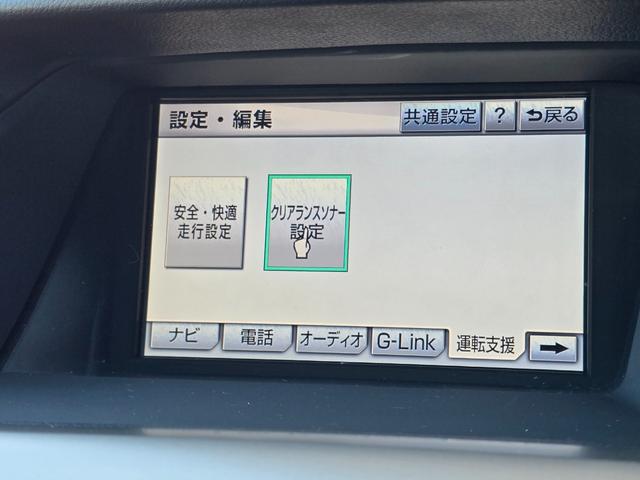 設定・編集
共通設定
?
戻る
安全・快適
走行設定
クリアランスソナー
設定
ナビ
電話
オーディオ
G-Link
運転支援